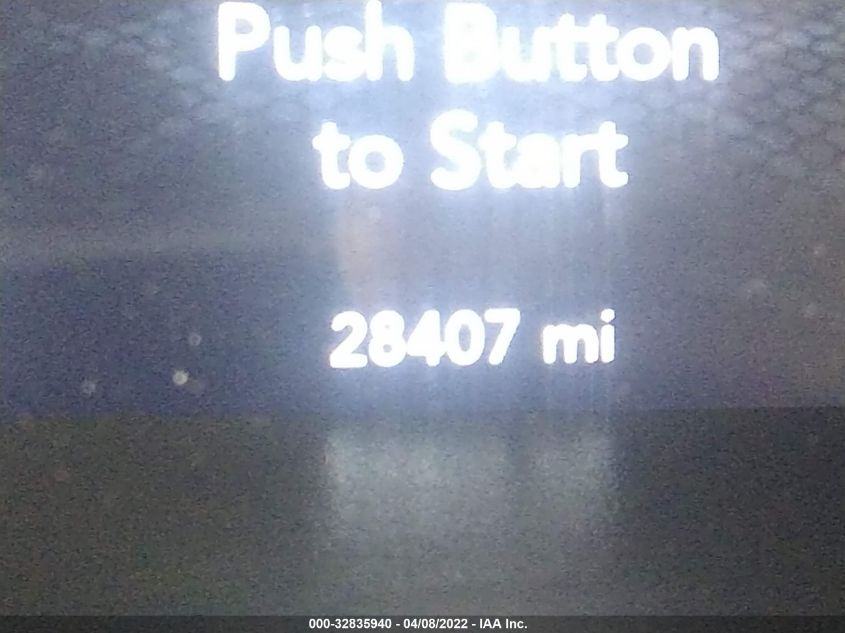 Push Button
to Start
28407 mi
000-32835940 - 04/08/2022 - IAA Inc.